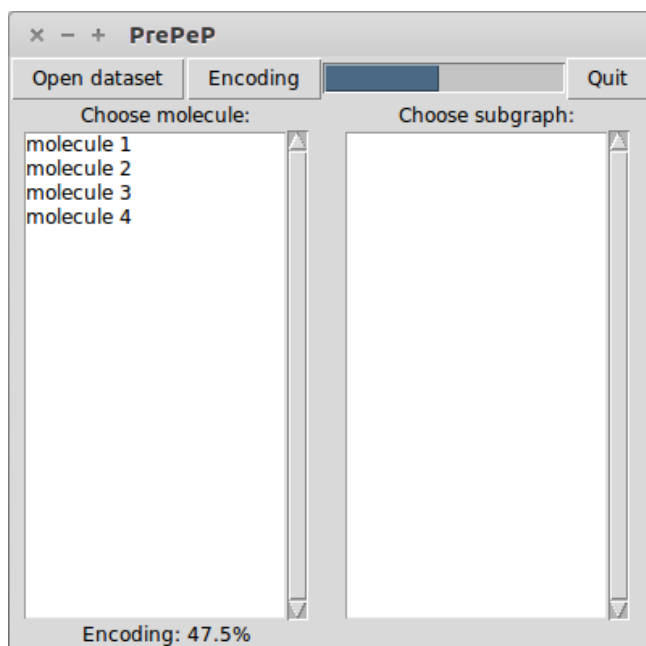 PrePeP
Open dataset Encoding Quit
Choose molecule: Choose subgraph:
molecule 1
molecule 2
molecule 3
molecule 4
Encoding: 47.5%